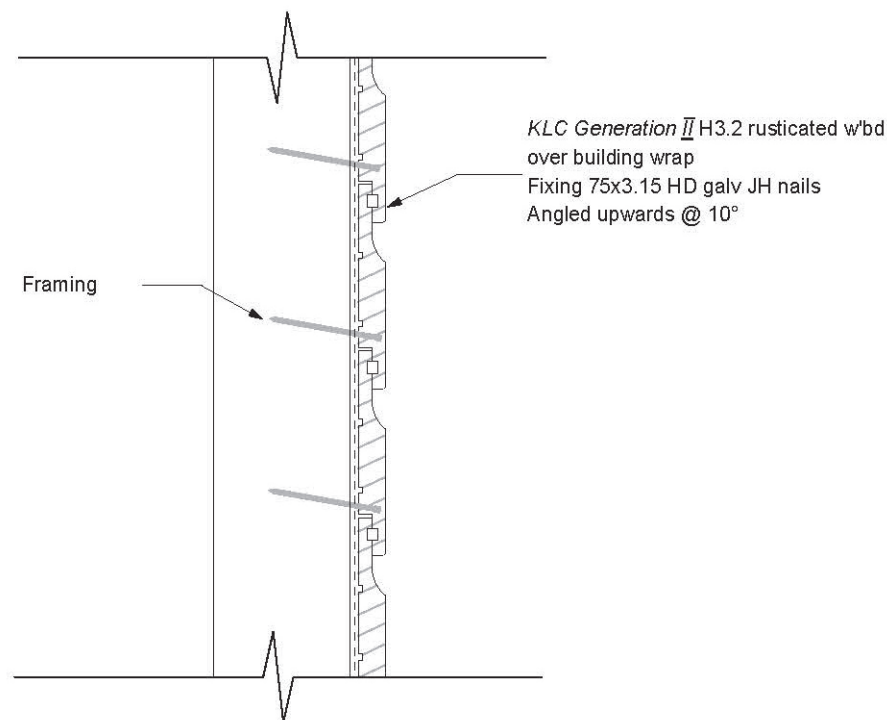 KLC Generation II H3.2 rusticated w'bd
over building wrap
Fixing 75x3.15 HD galv JH nails
Angled upwards @ 10°
Framing